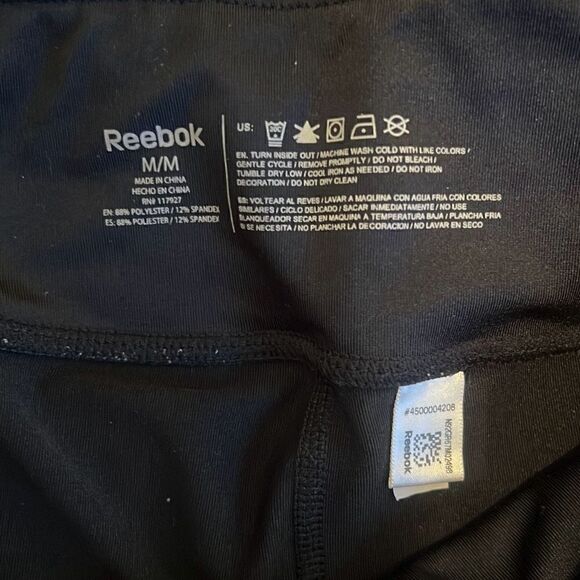 Reebok
M/M
MADE IN CHINA
HECHO EN CHINA
RN# 117927
EN: 88% POLYESTER / 12% SPANDEX
ES: 88% POLIESTER / 12% SPANDEX
US:
30C
EN. TURN INSIDE OUT / MACHINE WASH COLD WITH LIKE COLORS /
GENTLE CYCLE / REMOVE PROMPTLY / DO NOT BLEACH /
TUMBLE DRY LOW / COOL IRON AS NEEDED / DO NOT IRON
DECORATION / DO NOT DRY CLEAN
ES: VOLTEAR AL REVES / LAVAR A MAQUINA CON AGUA FRIA CON COLORES
SIMILARES / CICLO DELICADO / SACAR INMEDIATAMENTE / NO USE
BLANQUEADOR SECAR EN MAQUINA A TEMPERATURA BAJA / PLANCHA FRIA
SI SE NECESITA / NO PLANCHAR LA DECORACION / NO LAVAR EN SECO
#4500004208
Reebok